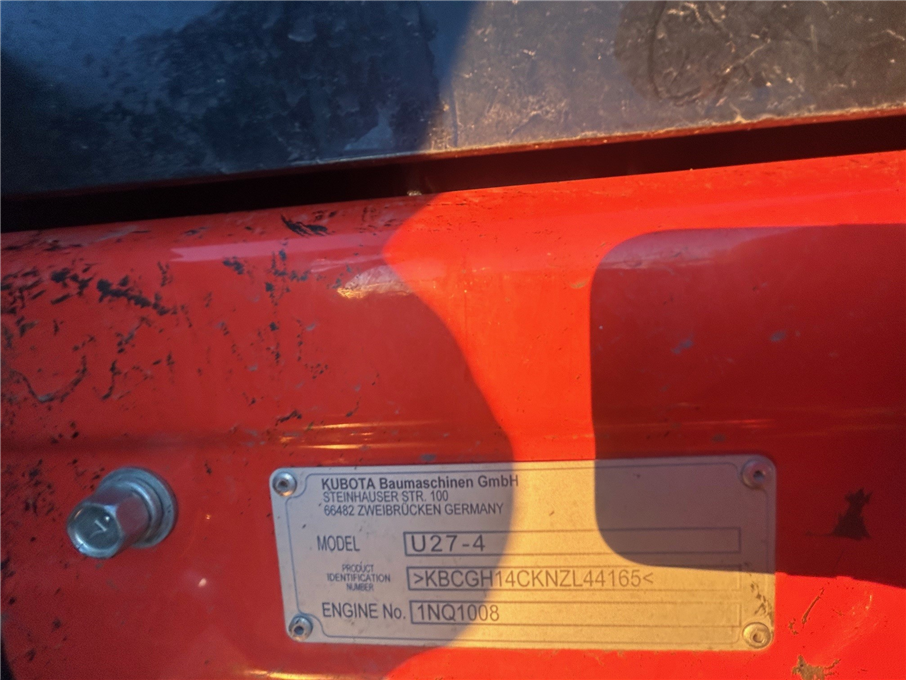 KUBOTA Baumaschinen GmbH
STEINHAUSER STR. 100
66482 ZWEIBRÜCKEN GERMANY
MODEL U27-4
PRODUCT IDENTIFICATION NUMBER >KBCGH14CKNZL44165<
ENGINE No. 1NQ1008